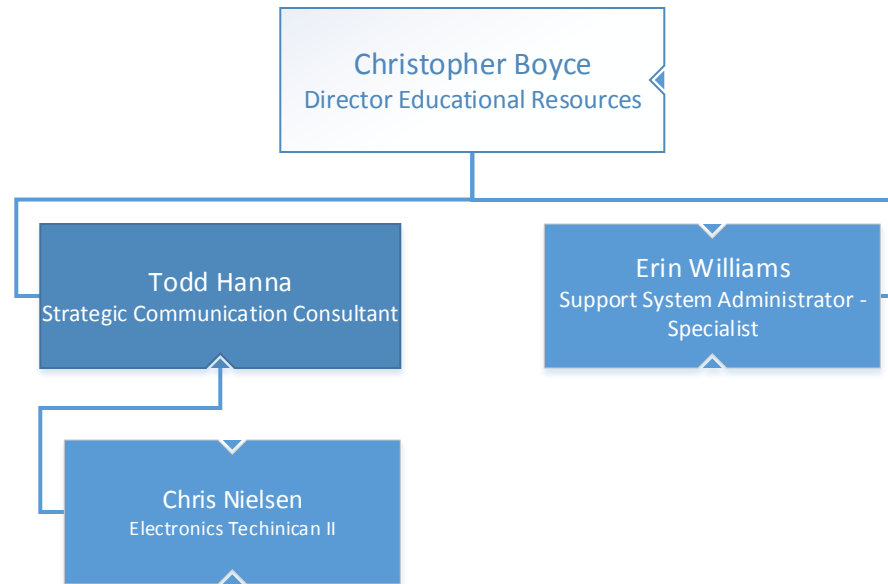 Christopher Boyce
Director Educational Resources
Todd Hanna
Strategic Communication Consultant
Erin Williams
Support System Administrator -
Specialist
Chris Nielsen
Electronics Techinican II